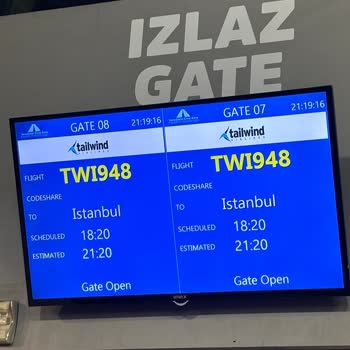 IZLAZ
GATE
GATE 08
21:19:16
tailwind
AIRLINES
FLIGHT TWI948
CODESHARE
TO Istanbul
SCHEDULED 18:20
ESTIMATED 21:20
Gate Open
GATE 07
21:19:16
tailwind
AIRLINES
FLIGHT TWI948
CODESHARE
TO Istanbul
SCHEDULED 18:20
ESTIMATED 21:20
Gate Open